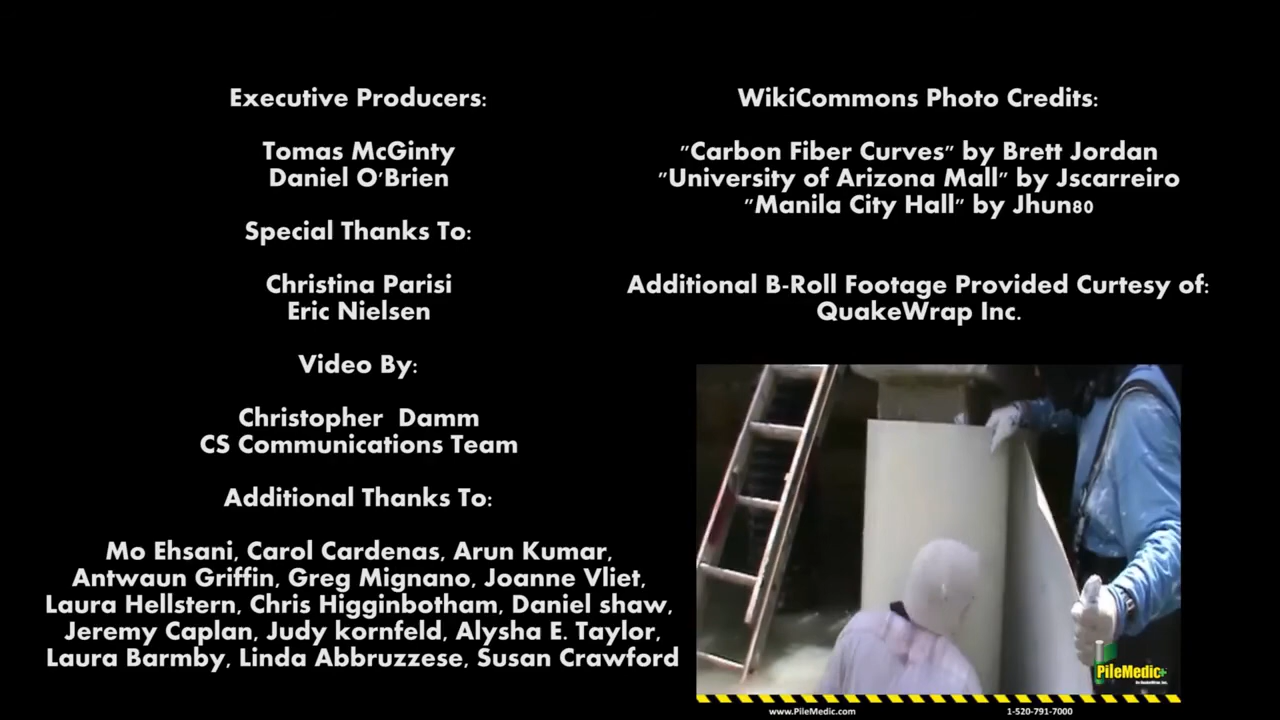 Executive Producers:
Tomas McGinty
Daniel O'Brien
Special Thanks To:
Christina Parisi
Eric Nielsen
Video By:
Christopher Damm
CS Communications Team
Additional Thanks To:
Mo Ehsani, Carol Cardenas, Arun Kumar,
Antwaun Griffin, Greg Mignano, Joanne Vliet,
Laura Hellstern, Chris Higginbotham, Daniel shaw,
Jeremy Caplan, Judy kornfeld, Alysha E. Taylor,
Laura Barmby, Linda Abbruzzese, Susan Crawford
WikiCommons Photo Credits:
"Carbon Fiber Curves" by Brett Jordan
"University of Arizona Mall" by Jscarreiro
"Manila City Hall" by Jhun80
Additional B-Roll Footage Provided Curtesy of:
QuakeWrap Inc.
PileMedic
By QuakeWrap, Inc.
www.PileMedic.com 1-520-791-7000